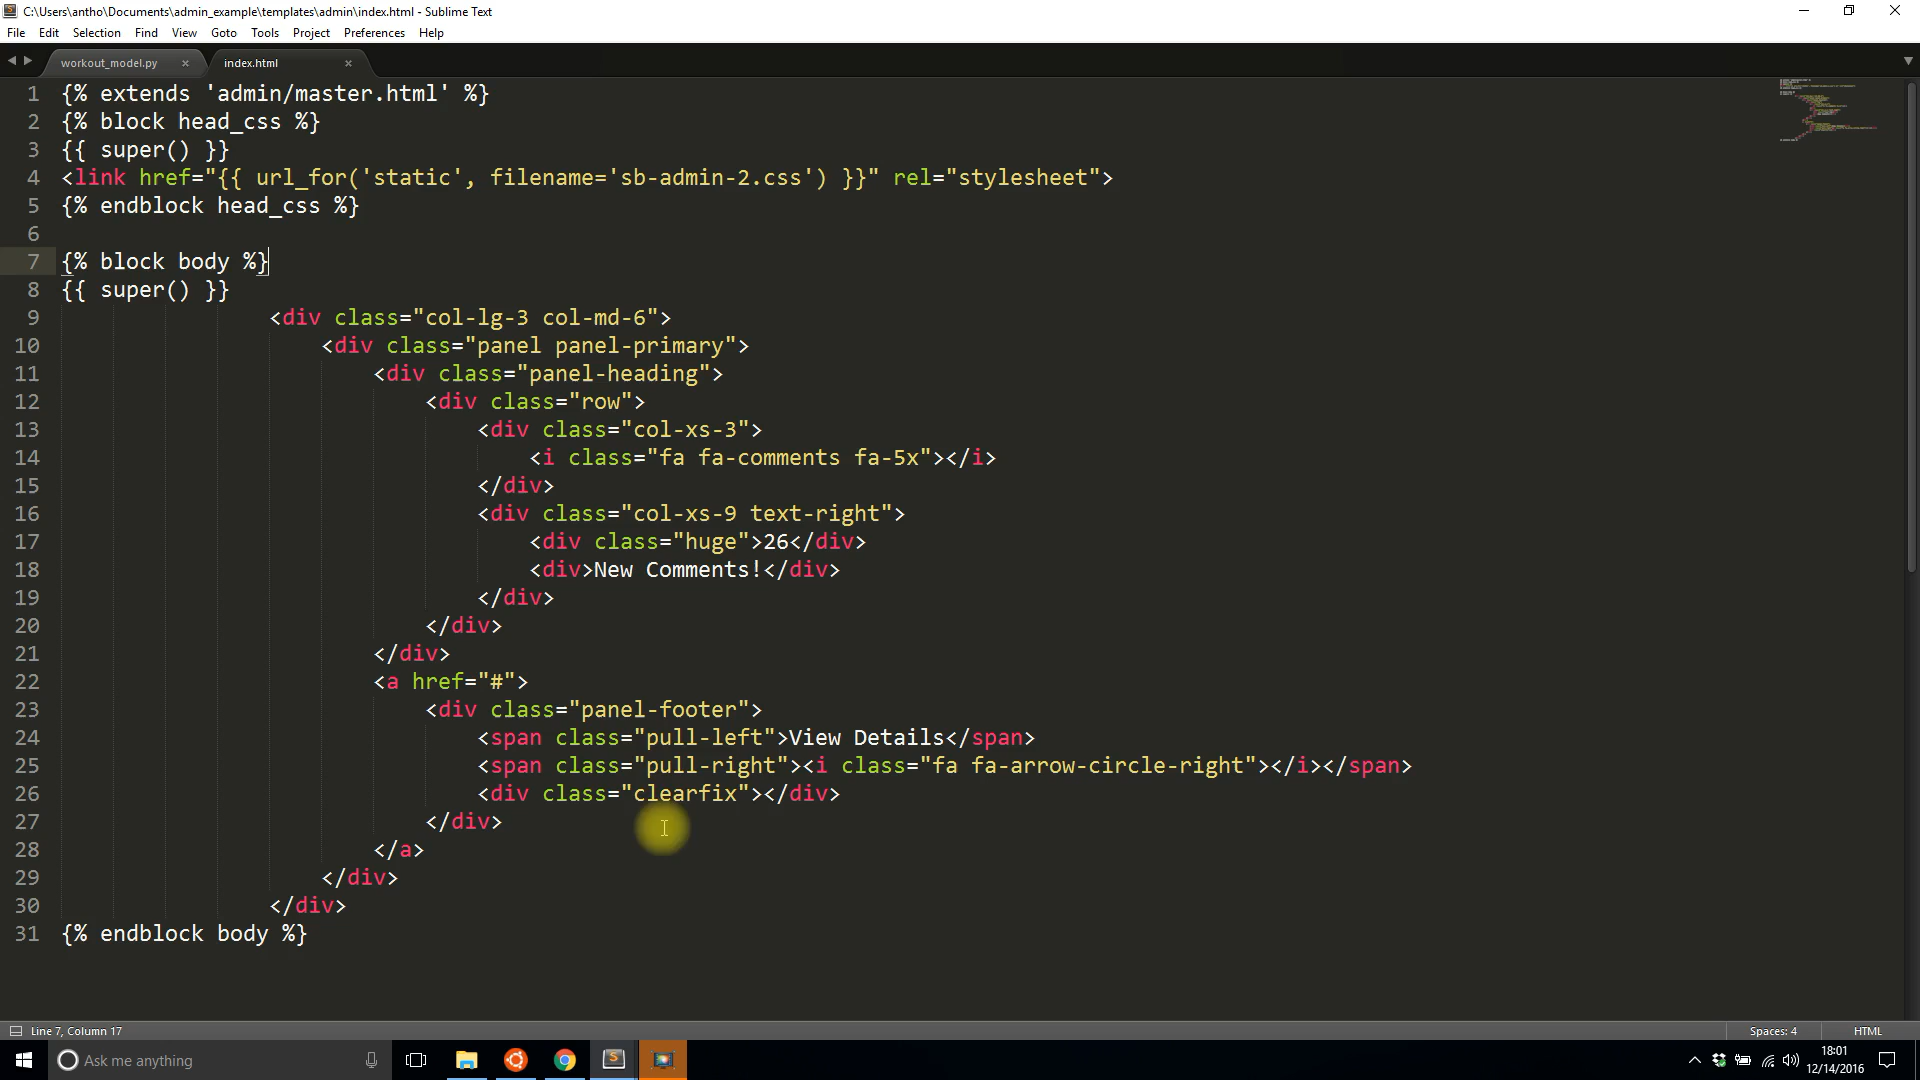 C:\Users\antho\Documents\admin_example\templates\admin\index.html - Sublime Text
File Edit Selection Find View Goto Tools Project Preferences Help
workout_model.py × index.html ×
1 {% extends 'admin/master.html' %}
2 {% block head_css %}
3 {{ super() }}
4 <link href="{{ url_for('static', filename='sb-admin-2.css') }}" rel="stylesheet">
5 {% endblock head_css %}
6
7 {% block body %}
8 {{ super() }}
9 <div class="col-lg-3 col-md-6">
10 <div class="panel panel-primary">
11 <div class="panel-heading">
12 <div class="row">
13 <div class="col-xs-3">
14 <i class="fa fa-comments fa-5x"></i>
15 </div>
16 <div class="col-xs-9 text-right">
17 <div class="huge">26</div>
18 <div>New Comments!</div>
19 </div>
20 </div>
21 </div>
22 <a href="#">
23 <div class="panel-footer">
24 <span class="pull-left">View Details</span>
25 <span class="pull-right"><i class="fa fa-arrow-circle-right"></i></span>
26 <div class="clearfix"></div>
27 </div>
28 </a>
29 </div>
30 </div>
31 {% endblock body %}
Line 7, Column 17 Spaces: 4 HTML
Ask me anything
18:01
12/14/2016